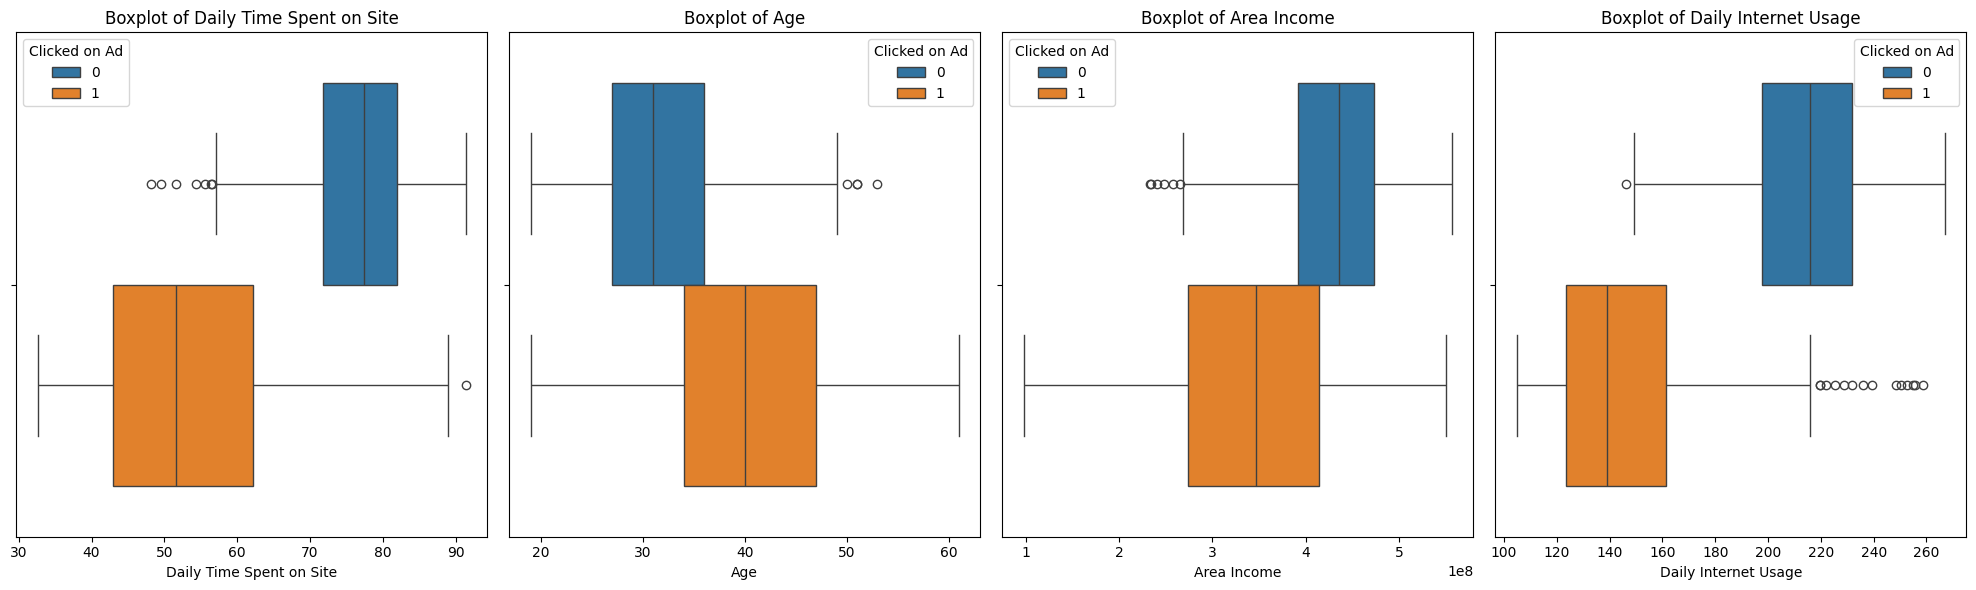 Boxplot of Daily Time Spent on Site
Clicked on Ad
0
1
30 40 50 60 70 80 90
Daily Time Spent on Site
Boxplot of Age
Clicked on Ad
0
1
20 30 40 50 60
Age
Boxplot of Area Income
Clicked on Ad
0
1
1 2 3 4 5
1e8
Area Income
Boxplot of Daily Internet Usage
Clicked on Ad
0
1
100 120 140 160 180 200 220 240 260
Daily Internet Usage